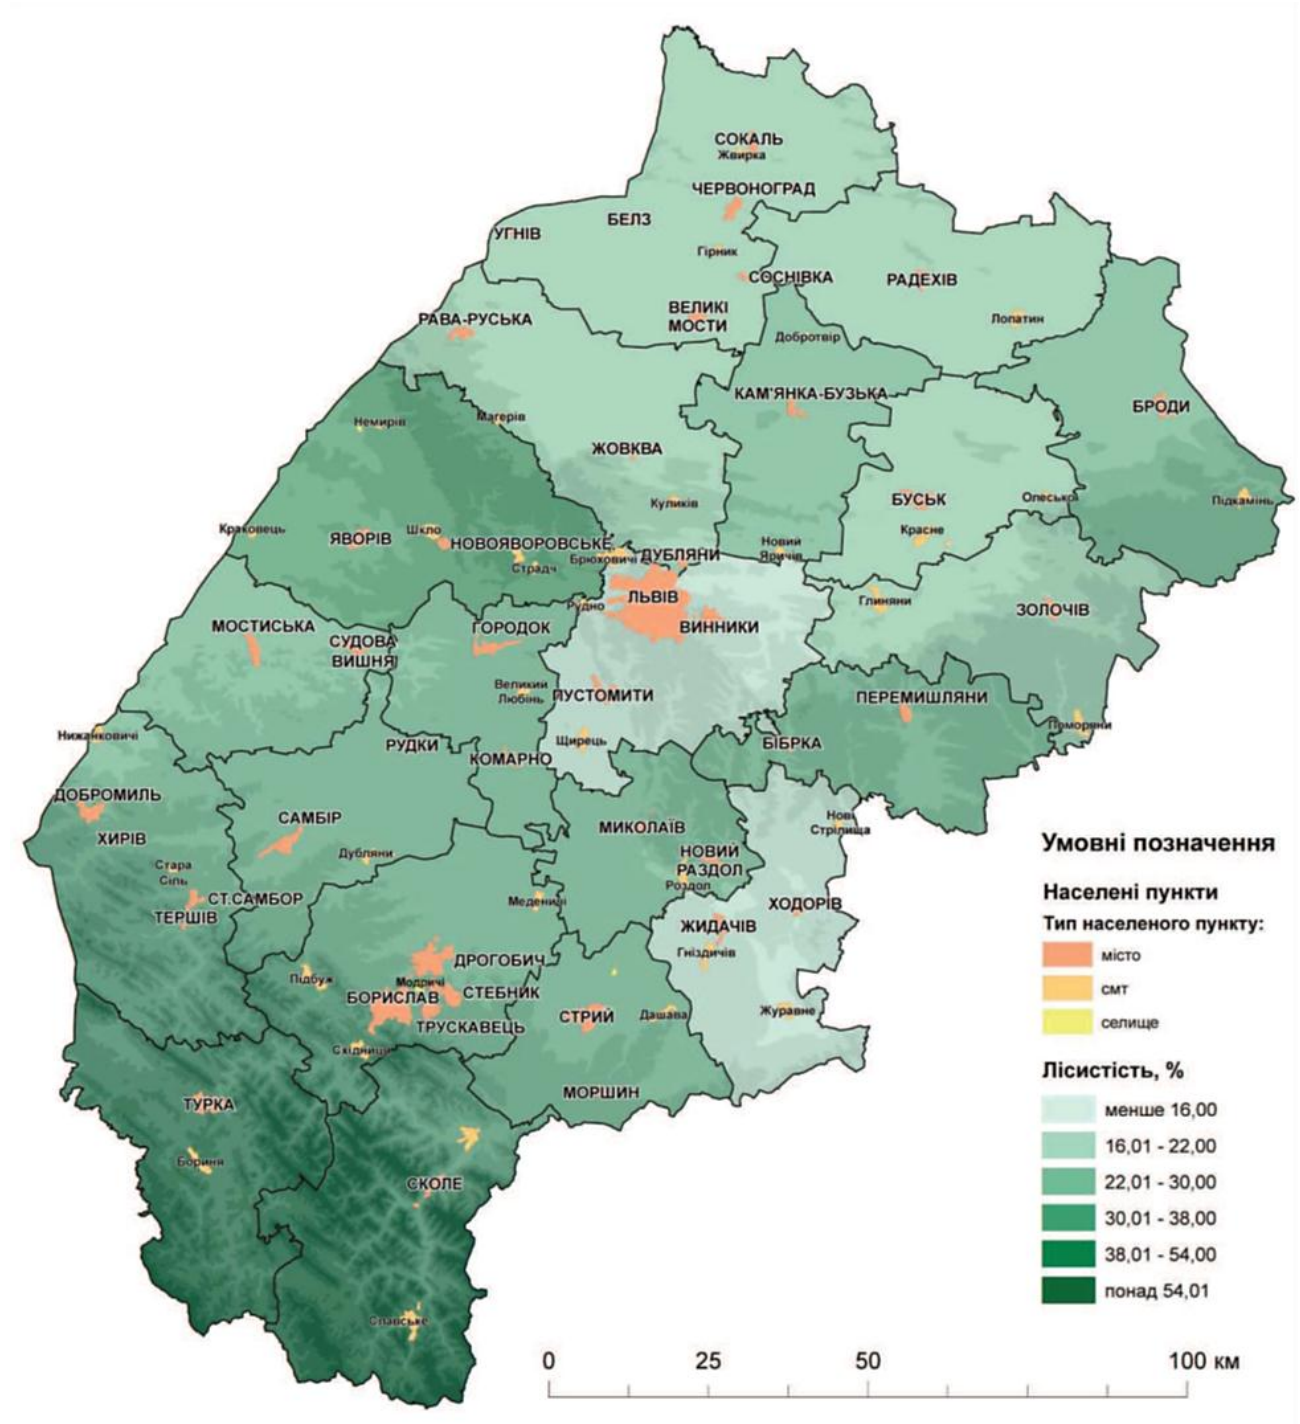 СОКАЛЬ
Жвирка
ЧЕРВОНОГРАД
БЕЛЗ
УГНІВ
Гірник
СОСНІВКА
РАДЕХІВ
ВЕЛИКІ
МОСТИ
РАВА-РУСЬКА
Лопатин
Добротвір
КАМ'ЯНКА-БУЗЬКА
БРОДИ
Немирів
Магерів
ЖОВКВА
Куликів
БУСЬК
Олеськo
Підкамінь
Краковець
ЯВОРІВ
Шкло
НОВОЯВОРОВСЬКЕ
Страдч
Брюховичі
ДУБЛЯНИ
Новий
Яричів
Красне
Рудно
ЛЬВІВ
ВИННИКИ
Глиняни
ЗОЛОЧІВ
МОСТИСЬКА
СУДОВА
ВИШНЯ
ГОРОДОК
Великий
Любінь
ПУСТОМИТИ
ПЕРЕМИШЛЯНИ
Поморяни
Нижанковичі
РУДКИ
КОМАРНО
Щирець
БІБРКА
ДОБРОМИЛЬ
ХИРІВ
САМБІР
Дубляни
МИКОЛАЇВ
Нові
Стрілища
НОВИЙ
РАЗДОЛ
Роздол
Стара
Сіль
СТ.САМБОР
ТЕРШІВ
Меденичі
ХОДОРІВ
ЖИДАЧІВ
Гніздичів
ДРОГОБИЧ
Підбуж
Модричі
БОРИСЛАВ
СТЕБНИК
ТРУСКАВЕЦЬ
СТРИЙ
Дашава
Журавне
Східниця
МОРШИН
ТУРКА
Бориня
СКОЛЕ
Славське
Умовні позначення
Населені пункти
Тип населеного пункту:
місто
смт
селище
Лісистість, %
менше 16,00
16,01 - 22,00
22,01 - 30,00
30,01 - 38,00
38,01 - 54,00
понад 54,01
0 25 50 100 км